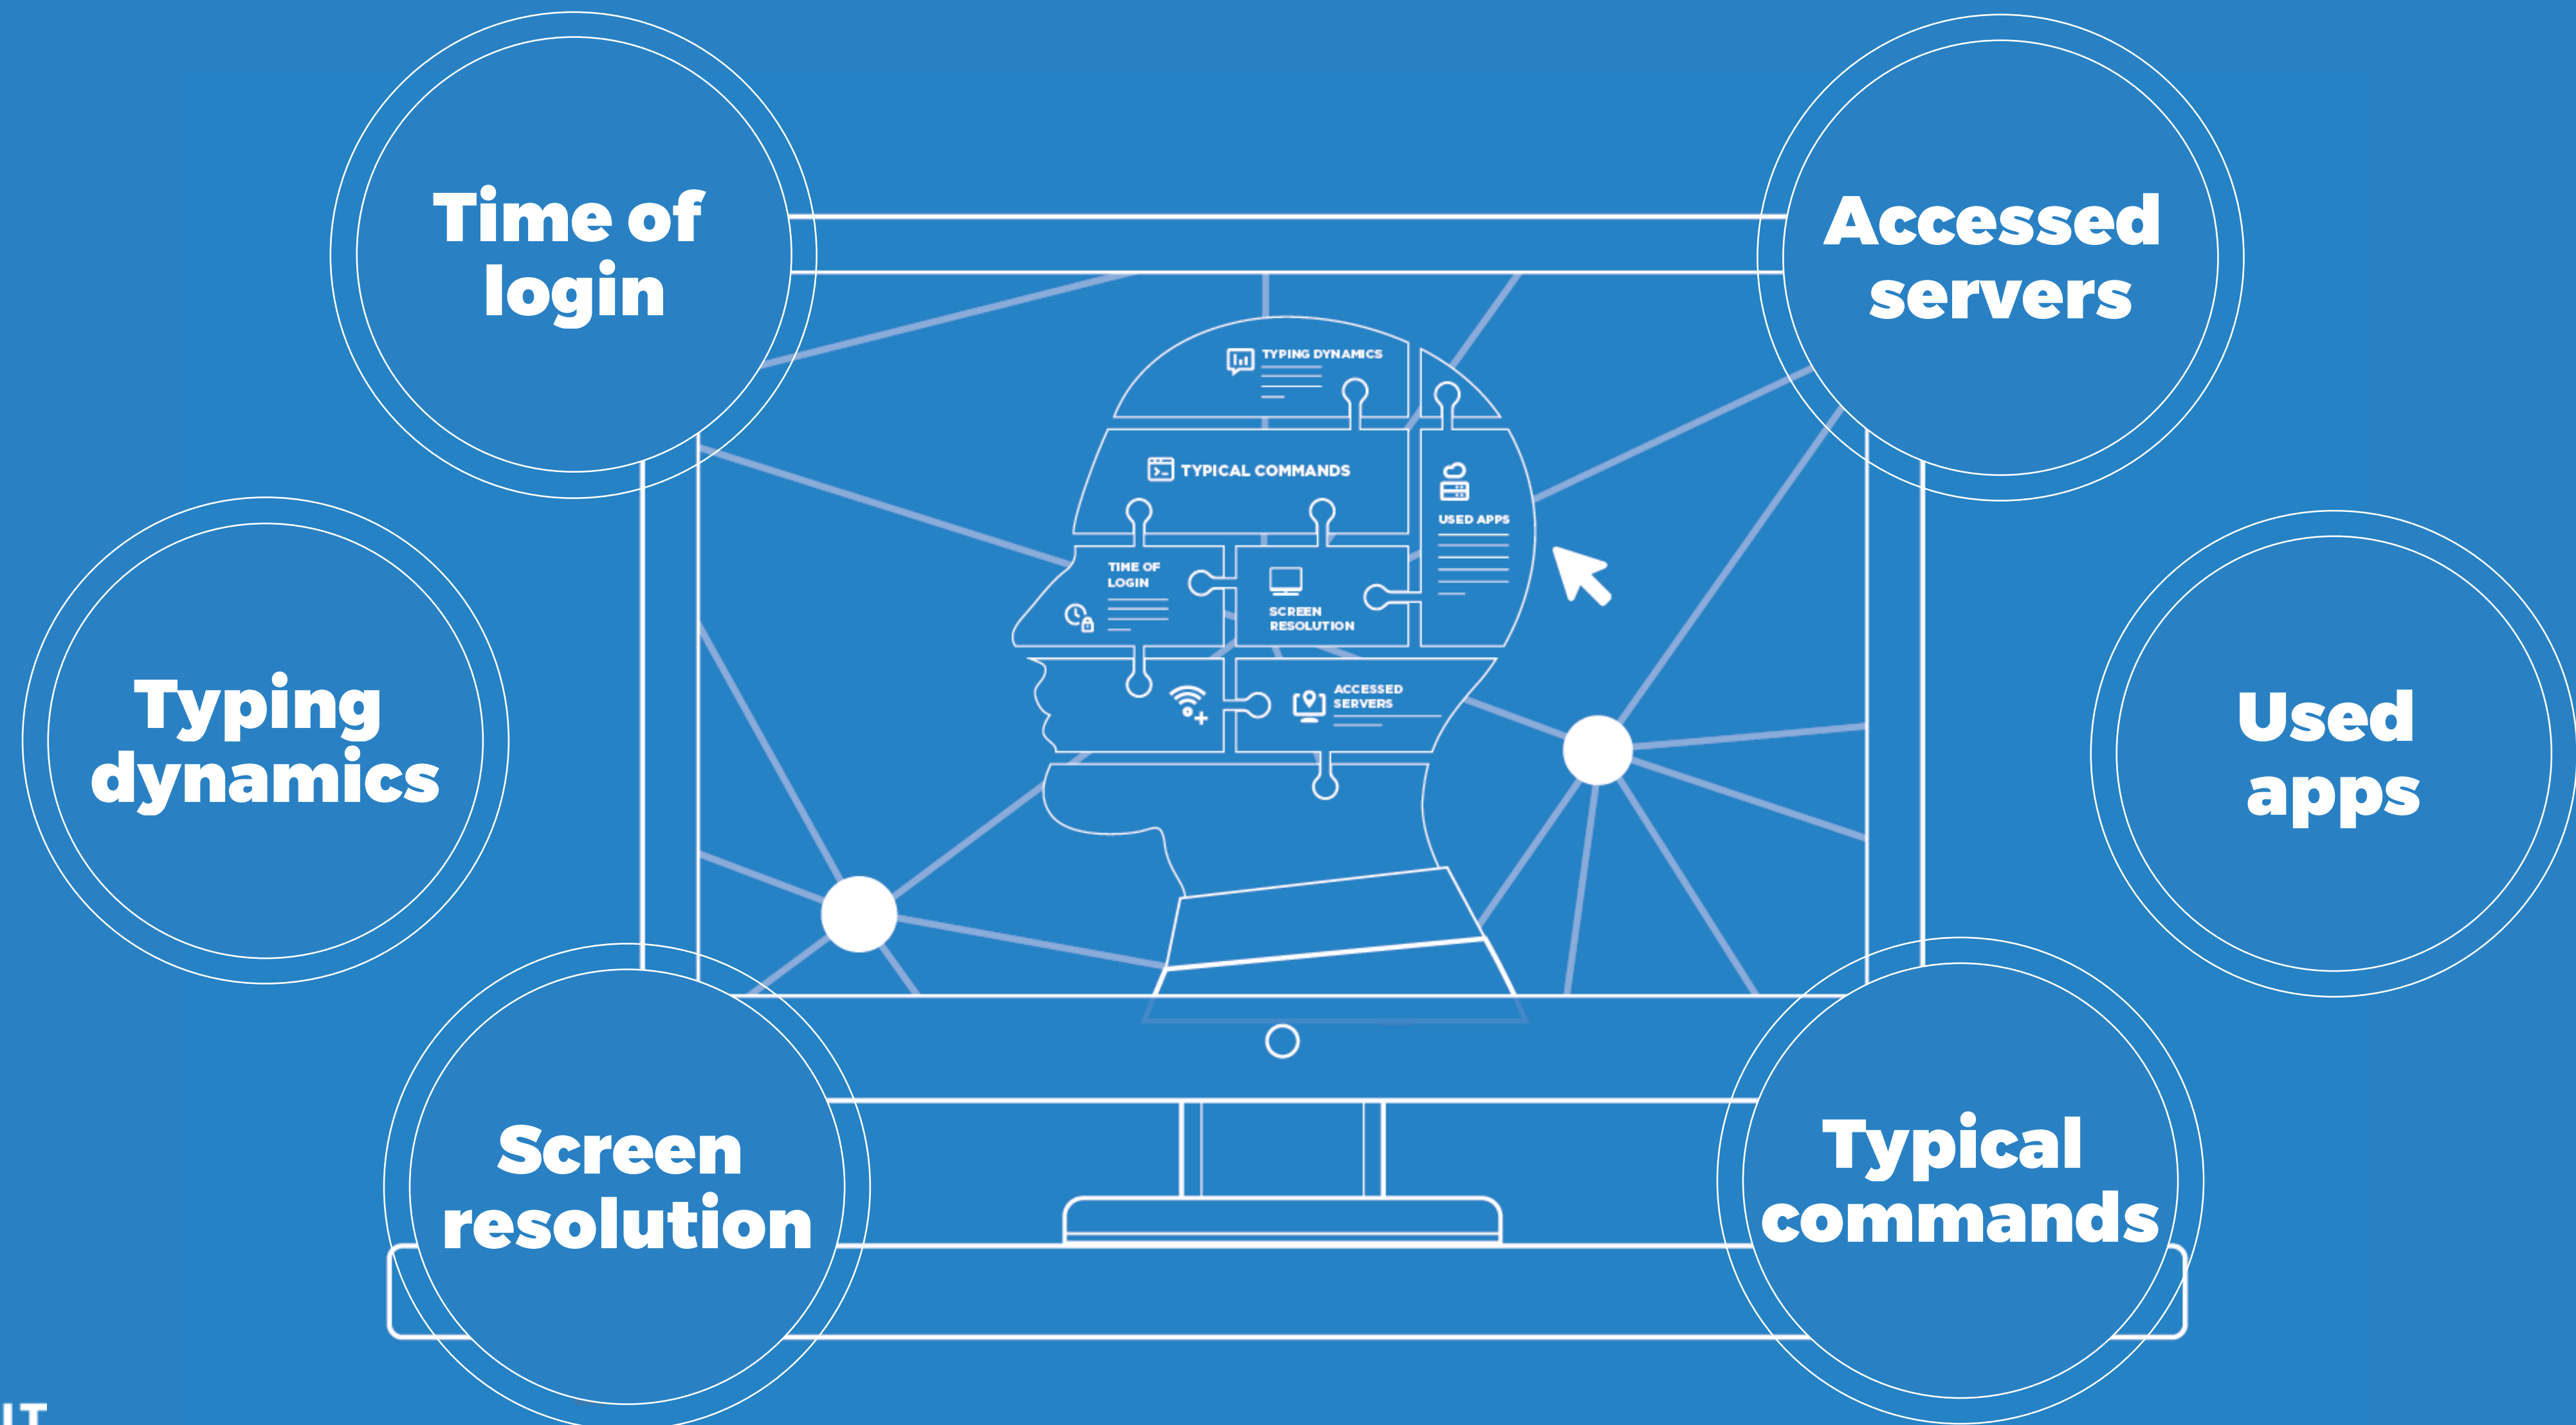 Time of
login
Accessed
servers
TYPING DYNAMICS
TYPICAL COMMANDS
USED APPS
TIME OF
LOGIN
SCREEN
RESOLUTION
ACCESSED
SERVERS
Typing
dynamics
Used
apps
Screen
resolution
Typical
commands
IT